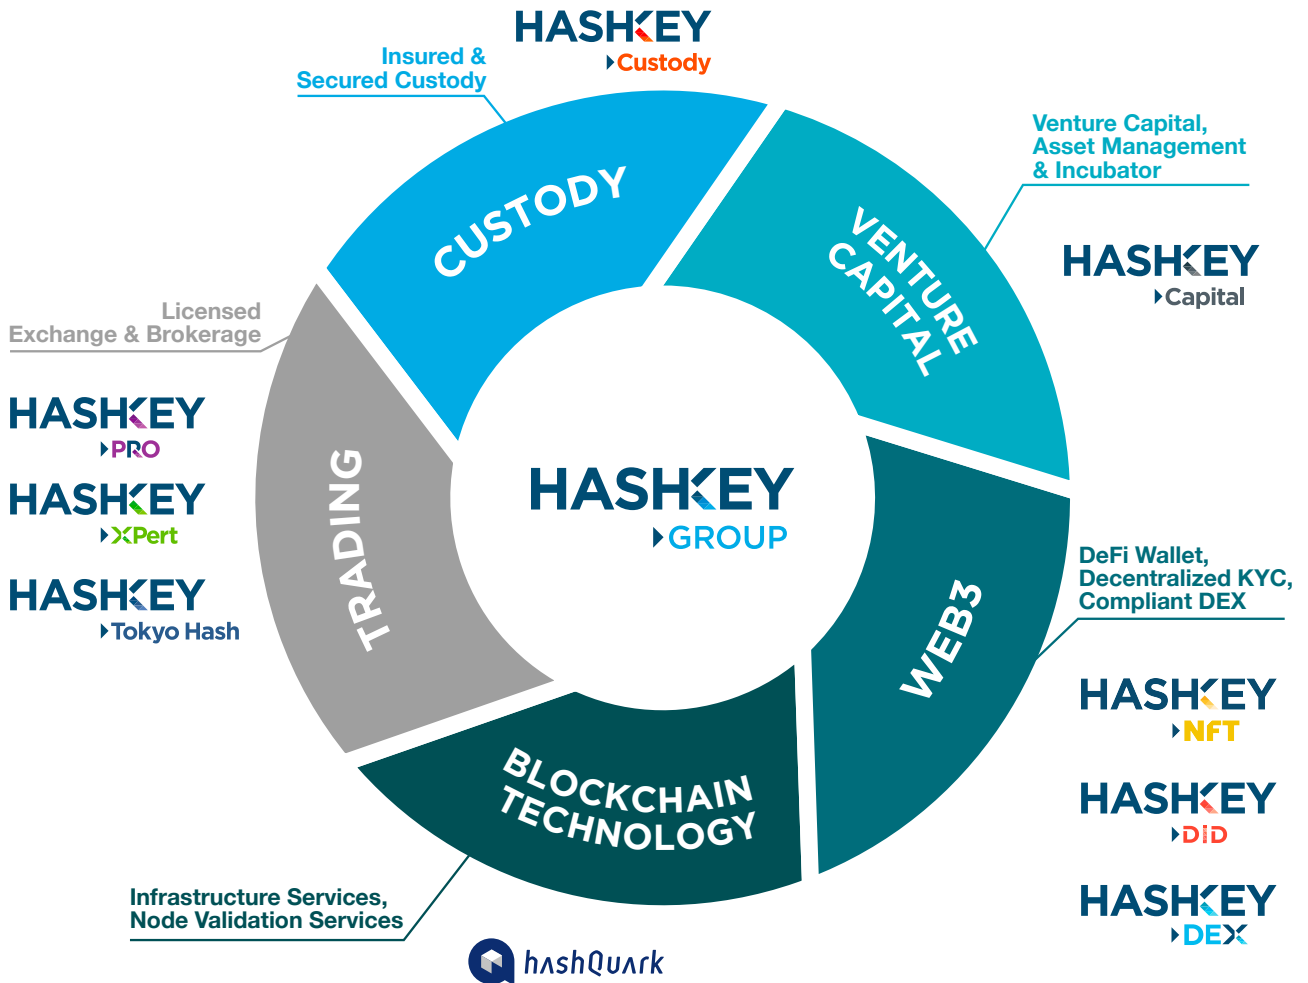 HASHKEY
Custody
Insured &
Secured Custody
Venture Capital,
Asset Management
& Incubator
CUSTODY
VENTURE
CAPITAL
HASHKEY
Capital
Licensed
Exchange & Brokerage
HASHKEY
PRO
HASHKEY
XPert
HASHKEY
Tokyo Hash
TRADING
HASHKEY
GROUP
WEB3
DeFi Wallet,
Decentralized KYC,
Compliant DEX
HASHKEY
NFT
HASHKEY
DiD
HASHKEY
DEX
BLOCKCHAIN
TECHNOLOGY
Infrastructure Services,
Node Validation Services
hashQuark